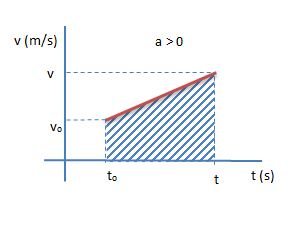 v (m/s)
a > 0
v
v₀
t₀
t
t (s)